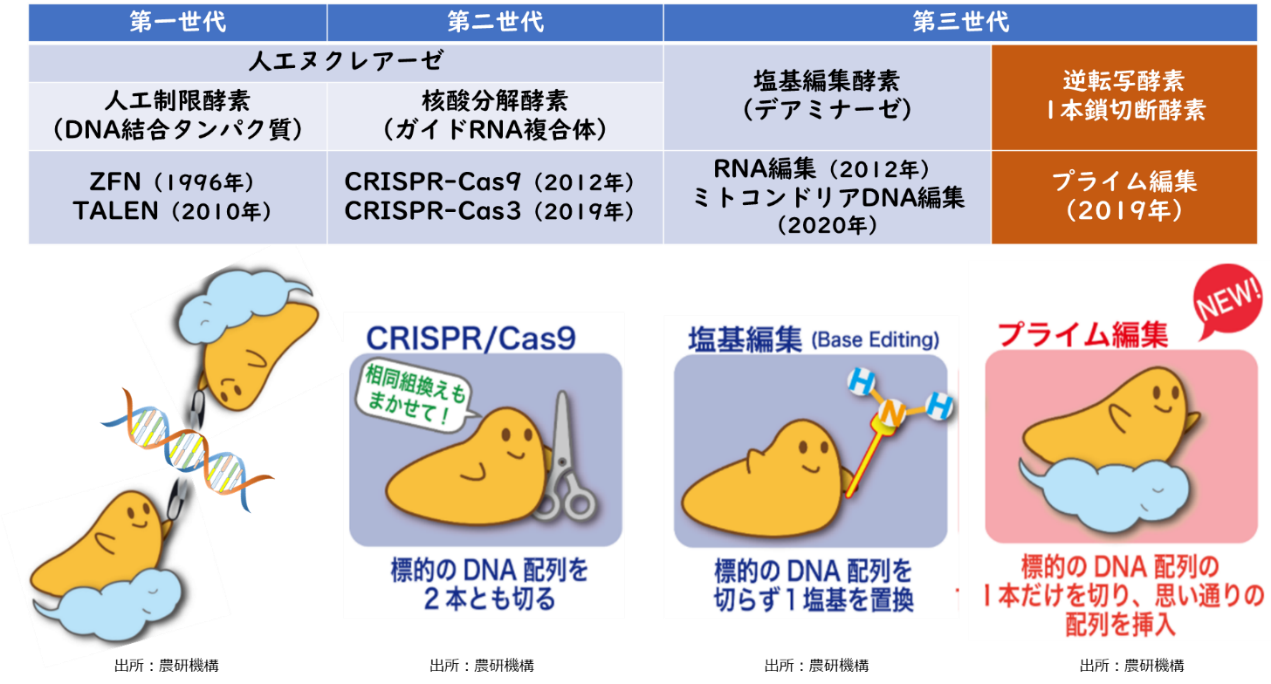 第一世代
第二世代
第三世代
人工ヌクレアーゼ
人工制限酵素
（DNA結合タンパク質）
核酸分解酵素
（ガイドRNA複合体）
塩基編集酵素
（デアミナーゼ）
逆転写酵素
1本鎖切断酵素
ZFN（1996年）
TALEN（2010年）
CRISPR-Cas9（2012年）
CRISPR-Cas3（2019年）
RNA編集（2012年）
ミトコンドリアDNA編集
（2020年）
プライム編集
（2019年）
CRISPR/Cas9
相同組換えも
まかせて！
標的の DNA 配列を
2本とも切る
塩基編集 (Base Editing)
H
N
H
標的の DNA 配列を
切らず1塩基を置換
NEW!
プライム編集
標的の DNA 配列の
1本だけを切り、思い通りの
配列を挿入
出所：農研機構
出所：農研機構
出所：農研機構
出所：農研機構